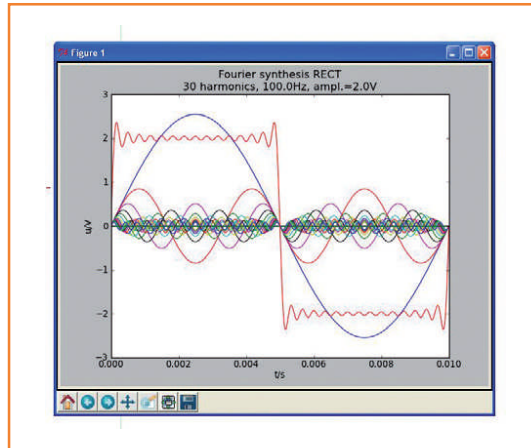 Figure 1
Fourier synthesis RECT
30 harmonics, 100.0Hz, ampl.=2.0V
3
2
1
0
−1
−2
−3
u/V
0.000
0.002
0.004
0.006
0.008
0.010
t/s